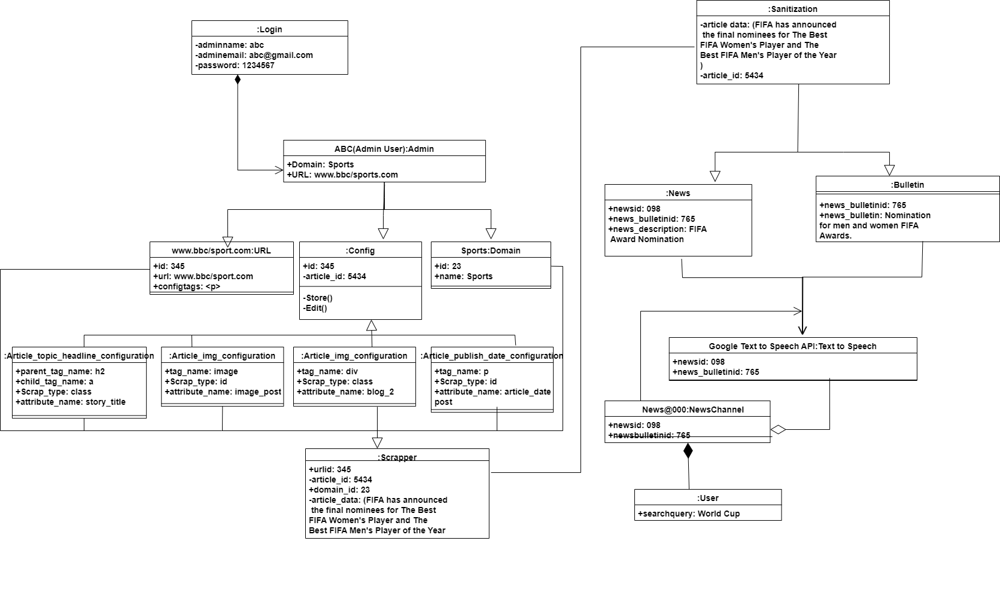 :Login
-adminname: abc
-adminemail: abc@gmail.com
-password: 1234567
ABC(Admin User):Admin
+Domain: Sports
+URL: www.bbc/sports.com
www.bbc/sport.com:URL
+id: 345
+url: www.bbc/sport.com
+configtags: <p>
:Config
+id: 345
-article_id: 5434
-Store()
-Edit()
Sports:Domain
+id: 23
+name: Sports
:Article_topic_headline_configuration
+parent_tag_name: h2
+child_tag_name: a
+Scrap_type: class
+attribute_name: story_title
:Article_img_configuration
+tag_name: image
+Scrap_type: id
+attribute_name: image_post
:Article_img_configuration
+tag_name: div
+Scrap_type: class
+attribute_name: blog_2
:Article_publish_date_configuration
+tag_name: p
+Scrap_type: id
+attribute_name: article_date
post
:Scrapper
+urlid: 345
-article_id: 5434
+domain_id: 23
-article_data: (FIFA has announced
the final nominees for The Best
FIFA Women's Player and The
Best FIFA Men's Player of the Year
:Sanitization
-article data: (FIFA has announced
the final nominees for The Best
FIFA Women's Player and The
Best FIFA Men's Player of the Year
)
-article_id: 5434
:News
+newsid: 098
+news_bulletinid: 765
+news_description: FIFA
Award Nomination
:Bulletin
+news_bulletinid: 765
+news_bulletin: Nomination
for men and women FIFA
Awards.
Google Text to Speech API:Text to Speech
+newsid: 098
+news_bulletinid: 765
News@000:NewsChannel
+newsid: 098
+newsbulletinid: 765
:User
+searchquery: World Cup